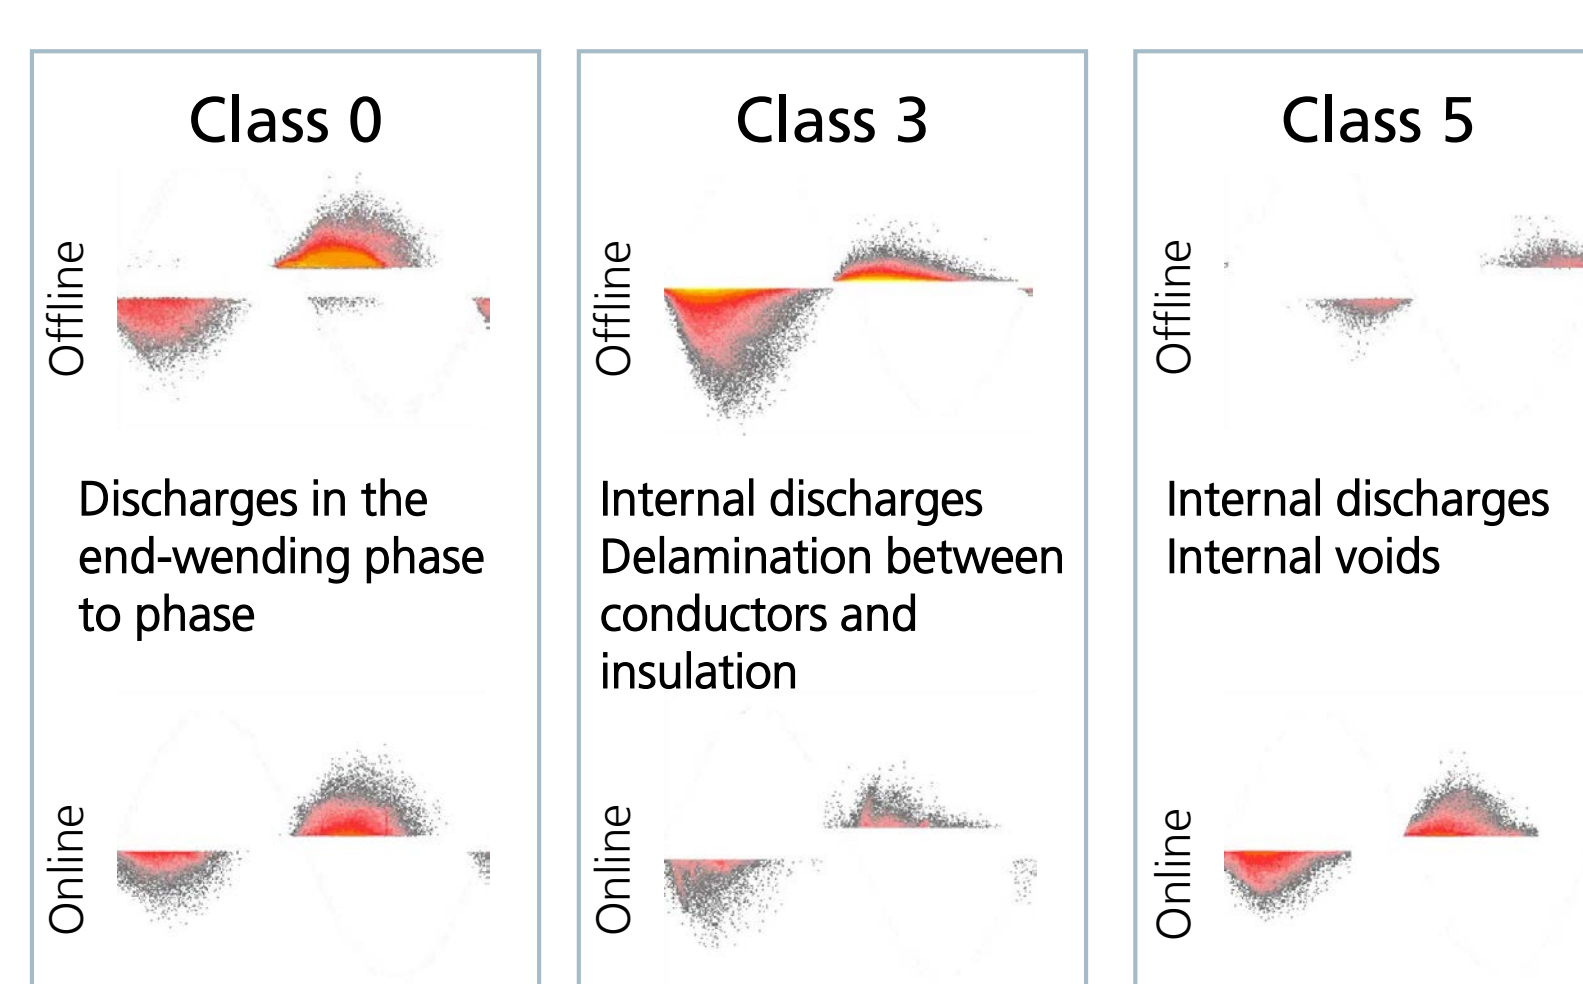 Class 0
Offline
Discharges in the
end-wending phase
to phase
Online
Class 3
Offline
Internal discharges
Delamination between
conductors and
insulation
Online
Class 5
Offline
Internal discharges
Internal voids
Online